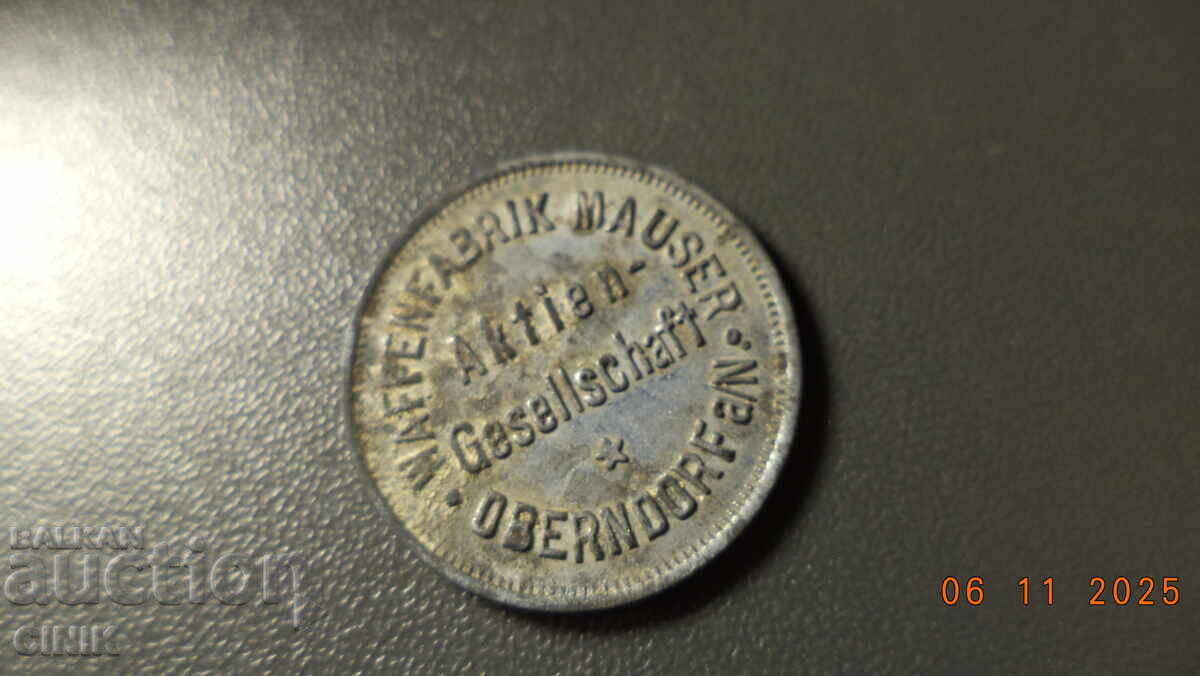 WAFFENFABRIK MAUSER
Aktien-
Gesellschaft
OBERNDORF a/N.
BALKAN
auction
CINIK
06 11 2025